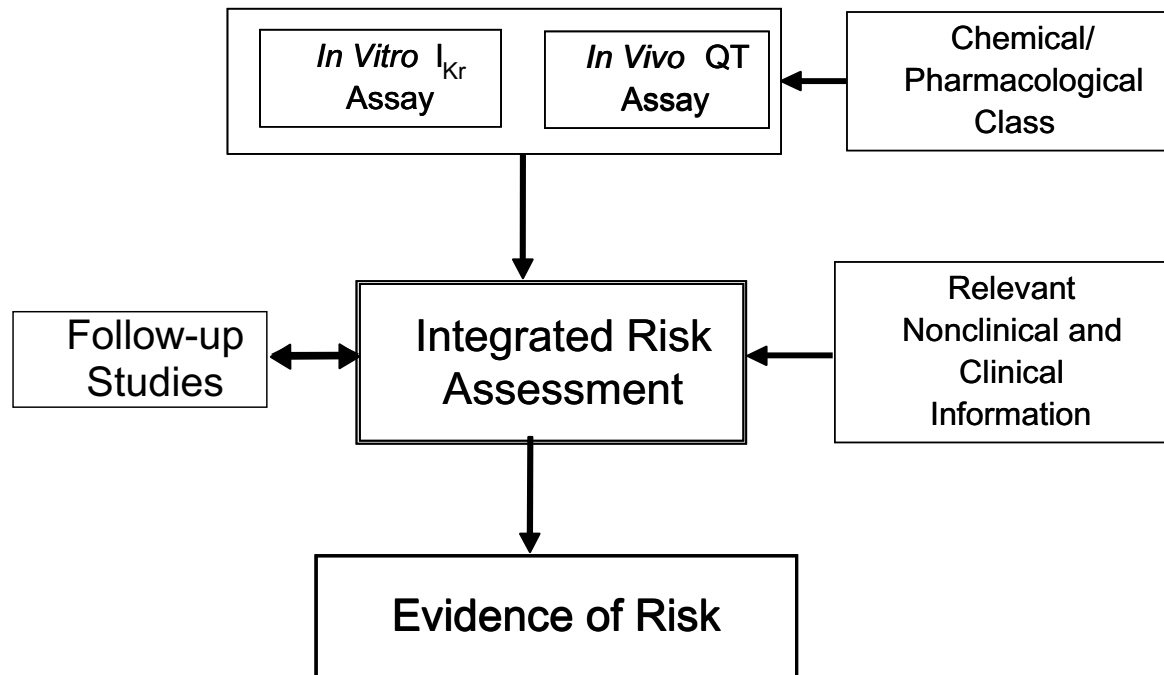 In Vitro IKr
Assay
In Vivo QT
Assay
Chemical/
Pharmacological
Class
Follow-up
Studies
Integrated Risk
Assessment
Relevant
Nonclinical and
Clinical
Information
Evidence of Risk